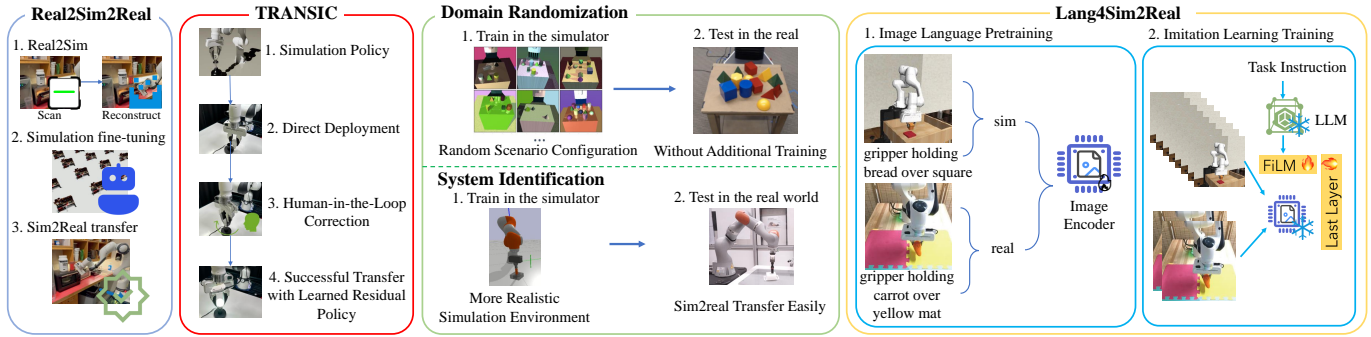 Real2Sim2Real
1. Real2Sim
Scan
Reconstruct
2. Simulation fine-tuning
3. Sim2Real transfer
TRANSIC
1. Simulation Policy
2. Direct Deployment
3. Human-in-the-Loop
Correction
4. Successful Transfer
with Learned Residual
Policy
Domain Randomization
1. Train in the simulator
...
Random Scenario Configuration
2. Test in the real
Without Additional Training
System Identification
1. Train in the simulator
More Realistic
Simulation Environment
2. Test in the real world
Sim2real Transfer Easily
Lang4Sim2Real
1. Image Language Pretraining
gripper holding
bread over square
sim
gripper holding
carrot over
yellow mat
real
Image
Encoder
2. Imitation Learning Training
Task Instruction
LLM
FiLM
Last Layer